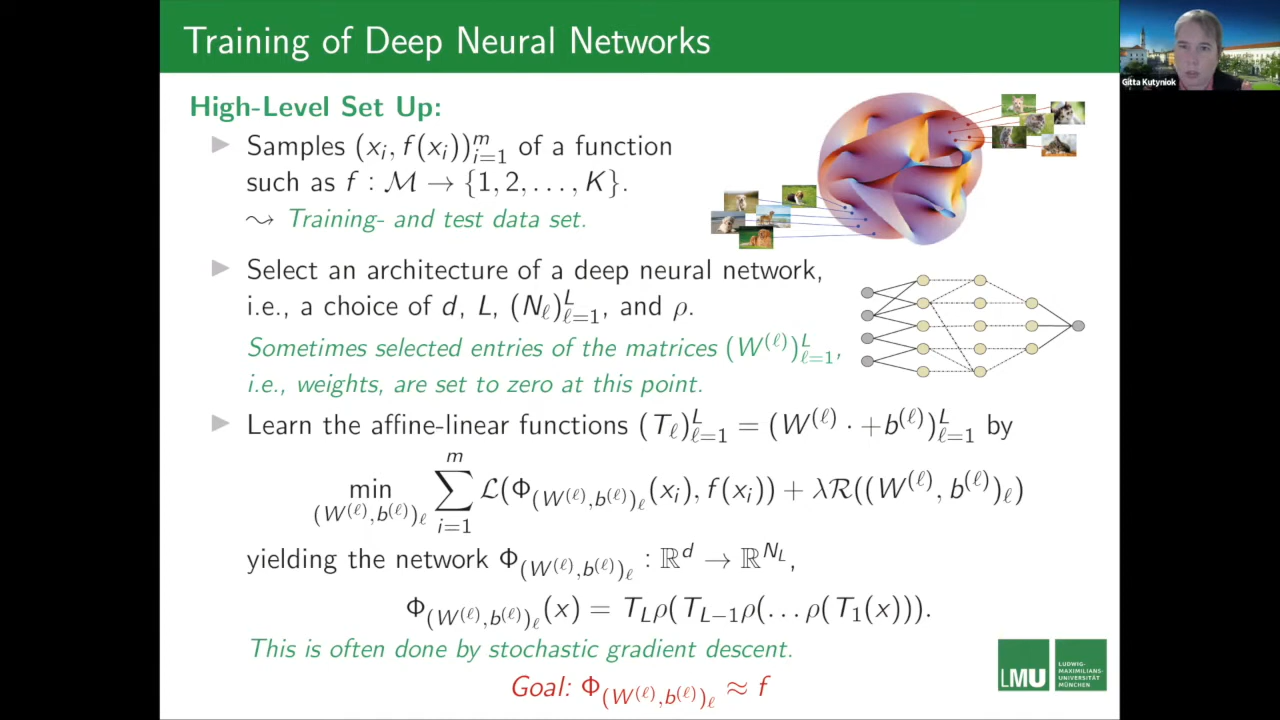 Training of Deep Neural Networks
Gitta Kutyniok
High-Level Set Up:
Samples (x_i, f(x_i))_{i=1}^m of a function
such as f : ℳ → {1, 2, . . . , K}.
⇝ Training- and test data set.
Select an architecture of a deep neural network,
i.e., a choice of d, L, (N_ℓ)_{ℓ=1}^L, and ρ.
Sometimes selected entries of the matrices (W^{(ℓ)})_{ℓ=1}^L,
i.e., weights, are set to zero at this point.
Learn the affine-linear functions (T_ℓ)_{ℓ=1}^L = (W^{(ℓ)} · +b^{(ℓ)})_{ℓ=1}^L by
min_{(W^{(ℓ)},b^{(ℓ)})_ℓ} ∑_{i=1}^m ℒ(Φ_{(W^{(ℓ)},b^{(ℓ)})_ℓ}(x_i), f(x_i)) + λℛ((W^{(ℓ)}, b^{(ℓ)})_ℓ)
yielding the network Φ_{(W^{(ℓ)},b^{(ℓ)})_ℓ} : ℝ^d → ℝ^{N_L},
Φ_{(W^{(ℓ)},b^{(ℓ)})_ℓ}(x) = T_Lρ(T_{L−1}ρ(. . . ρ(T_1(x))).
This is often done by stochastic gradient descent.
Goal: Φ_{(W^{(ℓ)},b^{(ℓ)})_ℓ} ≈ f
LMU
LUDWIG-
MAXIMILIANS-
UNIVERSITÄT
MÜNCHEN